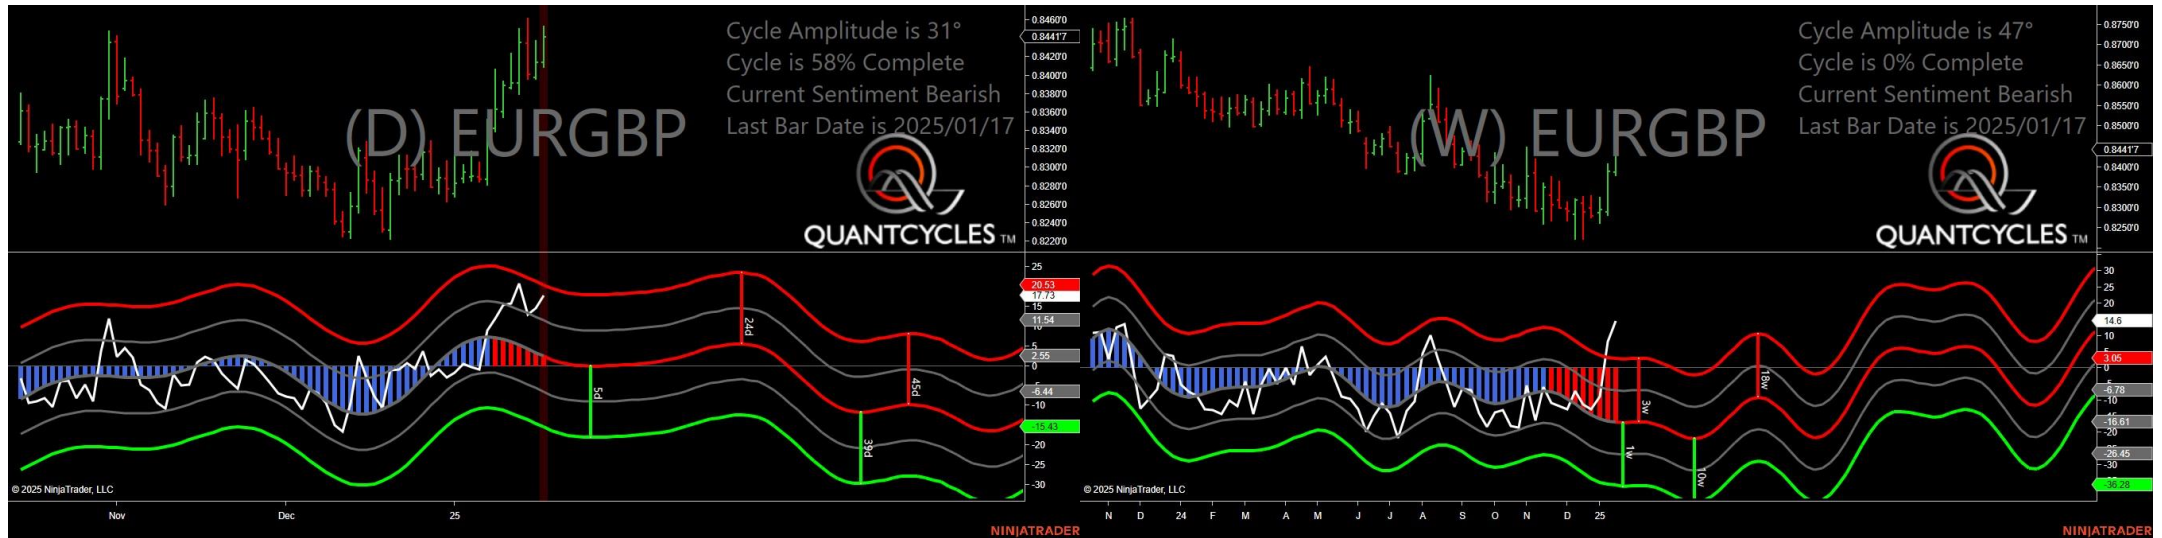 (D) EURGBP
Cycle Amplitude is 31°
Cycle is 58% Complete
Current Sentiment Bearish
Last Bar Date is 2025/01/17
QUANTCYCLES TM
0.8460'0
0.8441'7
0.8420'0
0.8400'0
0.8380'0
0.8360'0
0.8340'0
0.8320'0
0.8300'0
0.8280'0
0.8260'0
0.8240'0
0.8220'0
25
20.53
17.73
15
11.54
10
5
2.55
0
-6.44
-10
-15.43
-20
-25
-30
5d
24d
39d
45d
© 2025 NinjaTrader, LLC
Nov
Dec
25
NINJATRADER
(W) EURGBP
Cycle Amplitude is 47°
Cycle is 0% Complete
Current Sentiment Bearish
Last Bar Date is 2025/01/17
QUANTCYCLES TM
0.8750'0
0.8700'0
0.8650'0
0.8600'0
0.8550'0
0.8500'0
0.8441'7
0.8400'0
0.8350'0
0.8300'0
0.8250'0
30
25
20
14.6
10
3.05
0
-6.78
-10
-16.61
-20
-26.45
-30
-36.28
3w
1w
10w
18w
© 2025 NinjaTrader, LLC
N
D
24
F
M
A
M
J
J
A
S
O
N
D
25
NINJATRADER